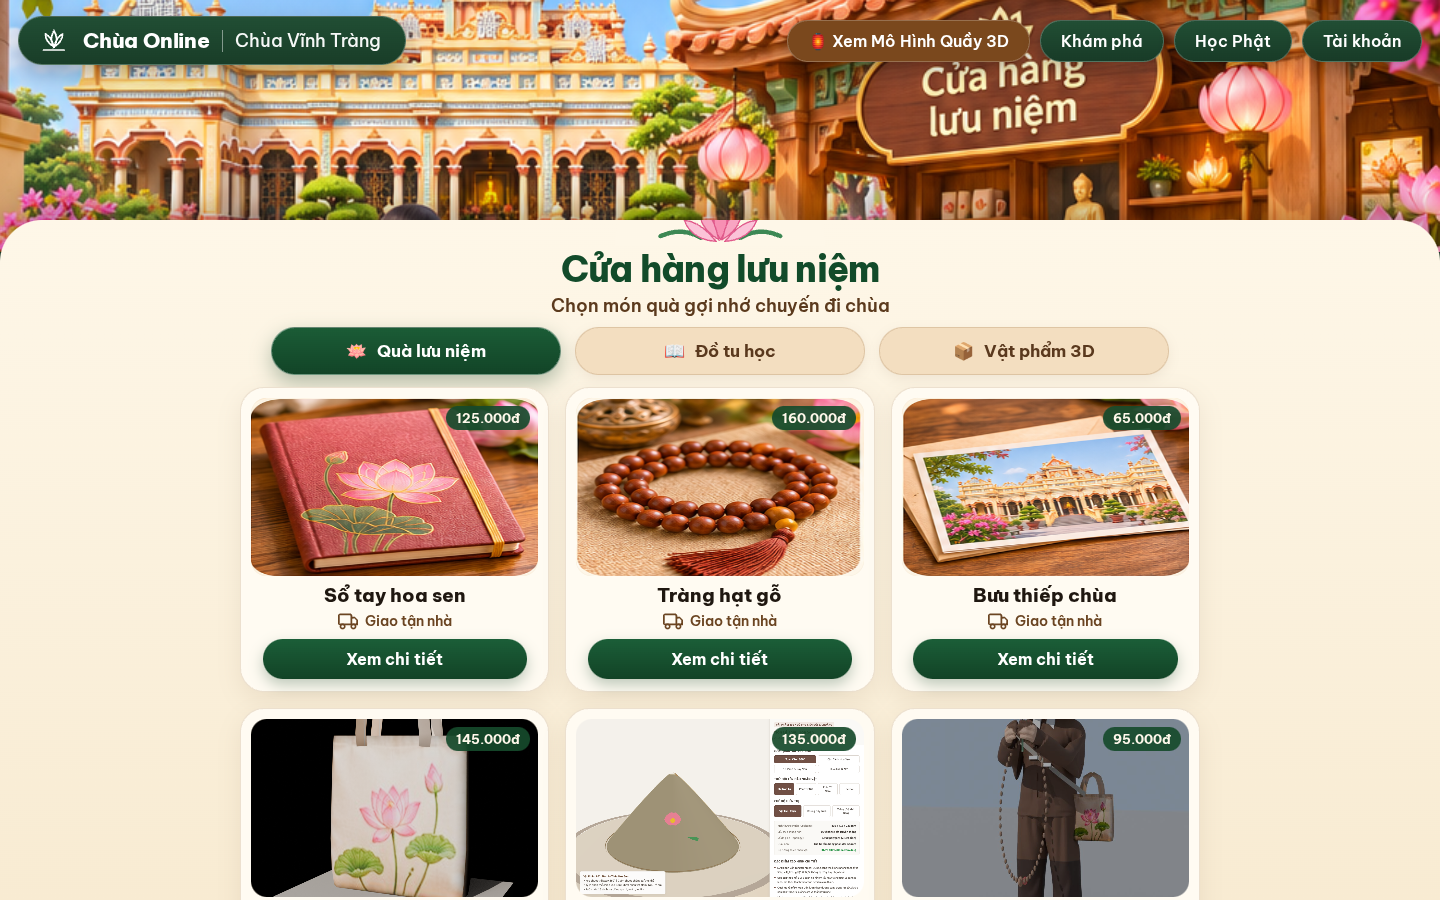 Chùa Online | Chùa Vĩnh Tràng
Xem Mô Hình Quầy 3D
Khám phá
Học Phật
Tài khoản
Cửa hàng
lưu niệm
Cửa hàng lưu niệm
Chọn món quà gợi nhớ chuyến đi chùa
Quà lưu niệm
Đồ tu học
Vật phẩm 3D
125.000đ
160.000đ
65.000đ
Sổ tay hoa sen
Tràng hạt gỗ
Bưu thiếp chùa
Giao tận nhà
Giao tận nhà
Giao tận nhà
Xem chi tiết
Xem chi tiết
Xem chi tiết
145.000đ
135.000đ
95.000đ